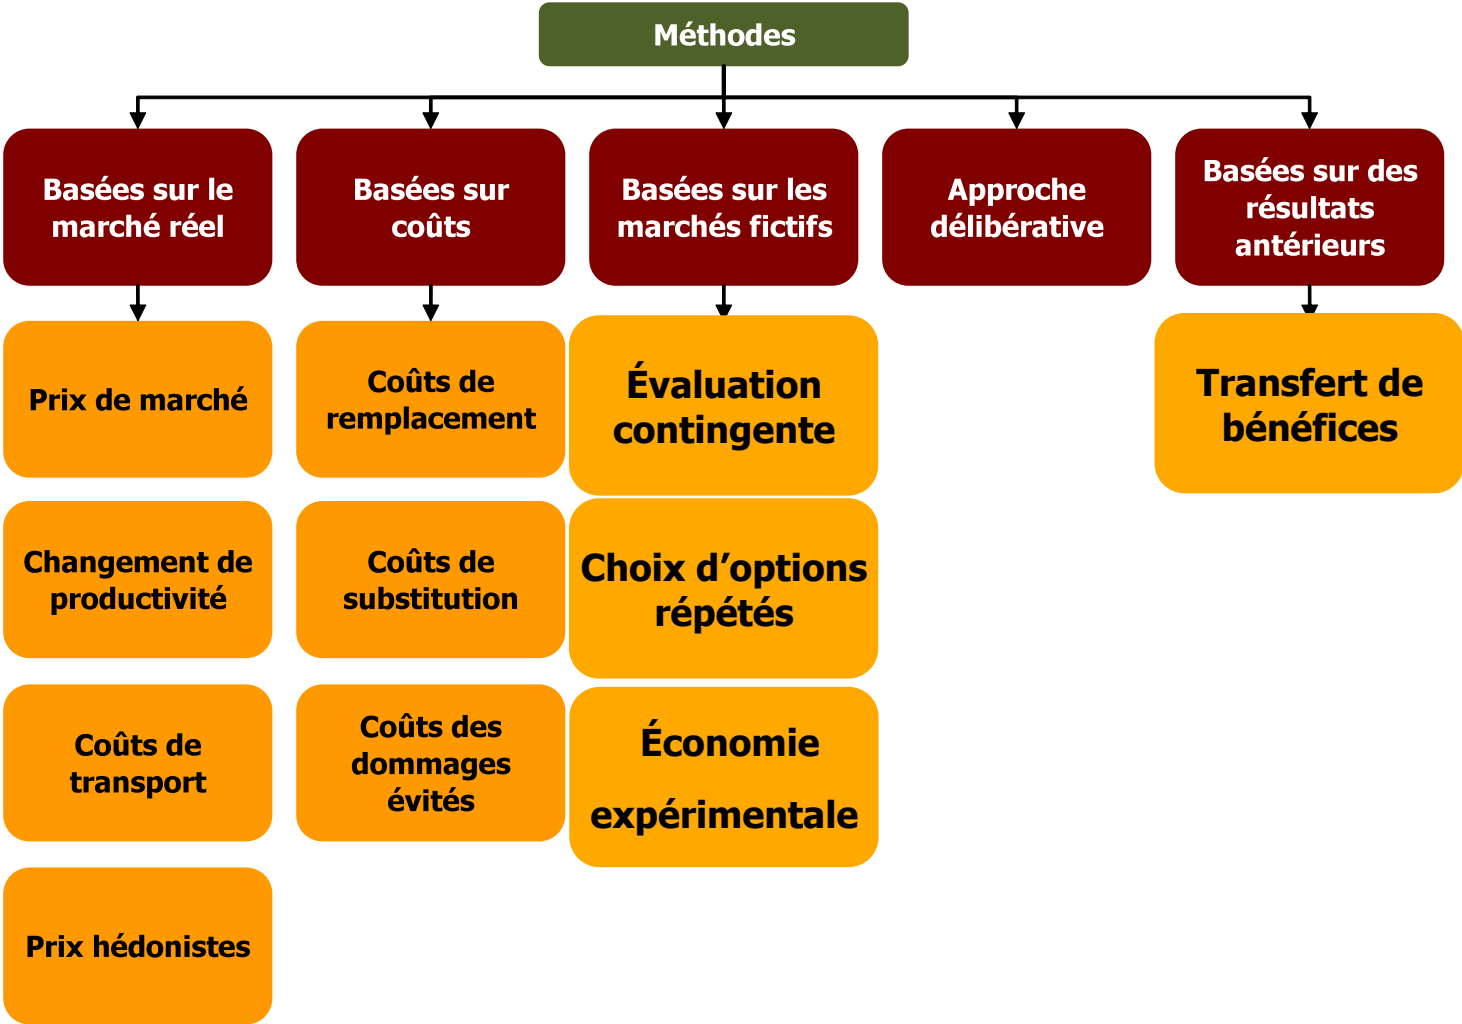 Méthodes
Basées sur le
marché réel
Basées sur
coûts
Basées sur les
marchés fictifs
Approche
délibérative
Basées sur des
résultats
antérieurs
Prix de marché
Coûts de
remplacement
Évaluation
contingente
Transfert de
bénéfices
Changement de
productivité
Coûts de
substitution
Choix d’options
répétés
Coûts de
transport
Coûts des
dommages
évités
Économie
expérimentale
Prix hédonistes